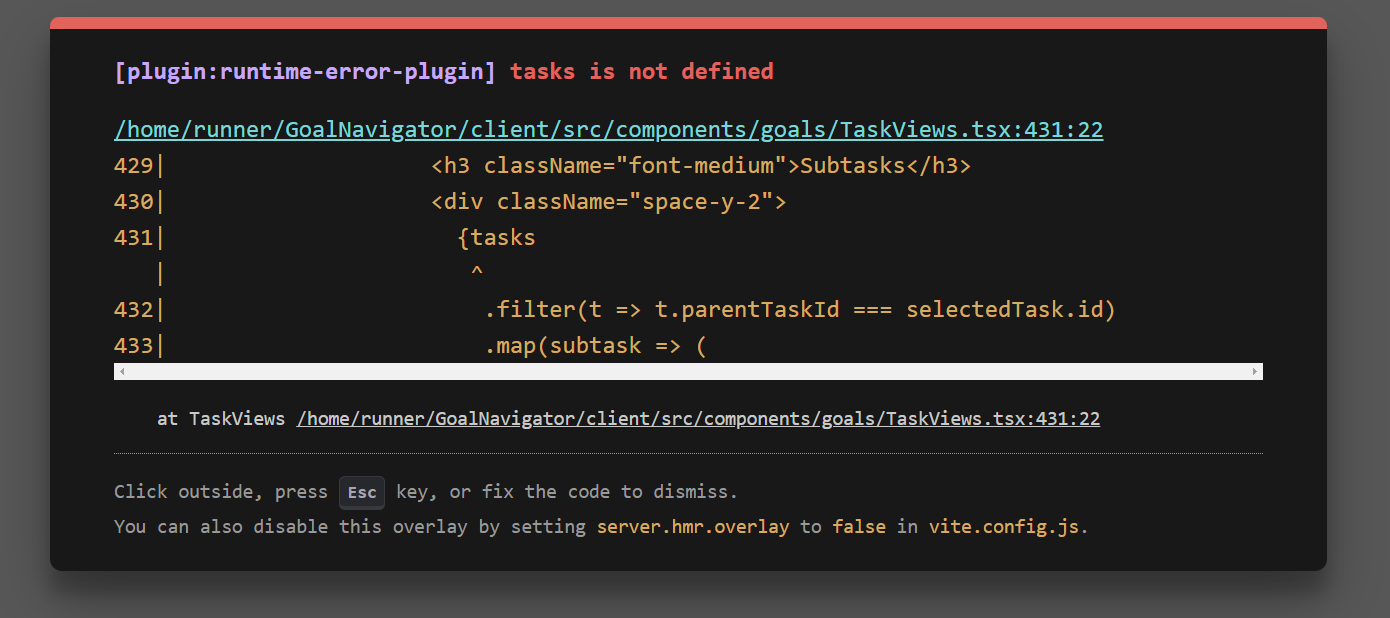 [plugin:runtime-error-plugin] tasks is not defined
/home/runner/GoalNavigator/client/src/components/goals/TaskViews.tsx:431:22
429|                    <h3 className="font-medium">Subtasks</h3>
430|                    <div className="space-y-2">
431|                      {tasks
   |                       ^
432|                        .filter(t => t.parentTaskId === selectedTask.id)
433|                        .map(subtask => (
at TaskViews /home/runner/GoalNavigator/client/src/components/goals/TaskViews.tsx:431:22
Click outside, press Esc key, or fix the code to dismiss.
You can also disable this overlay by setting server.hmr.overlay to false in vite.config.js.